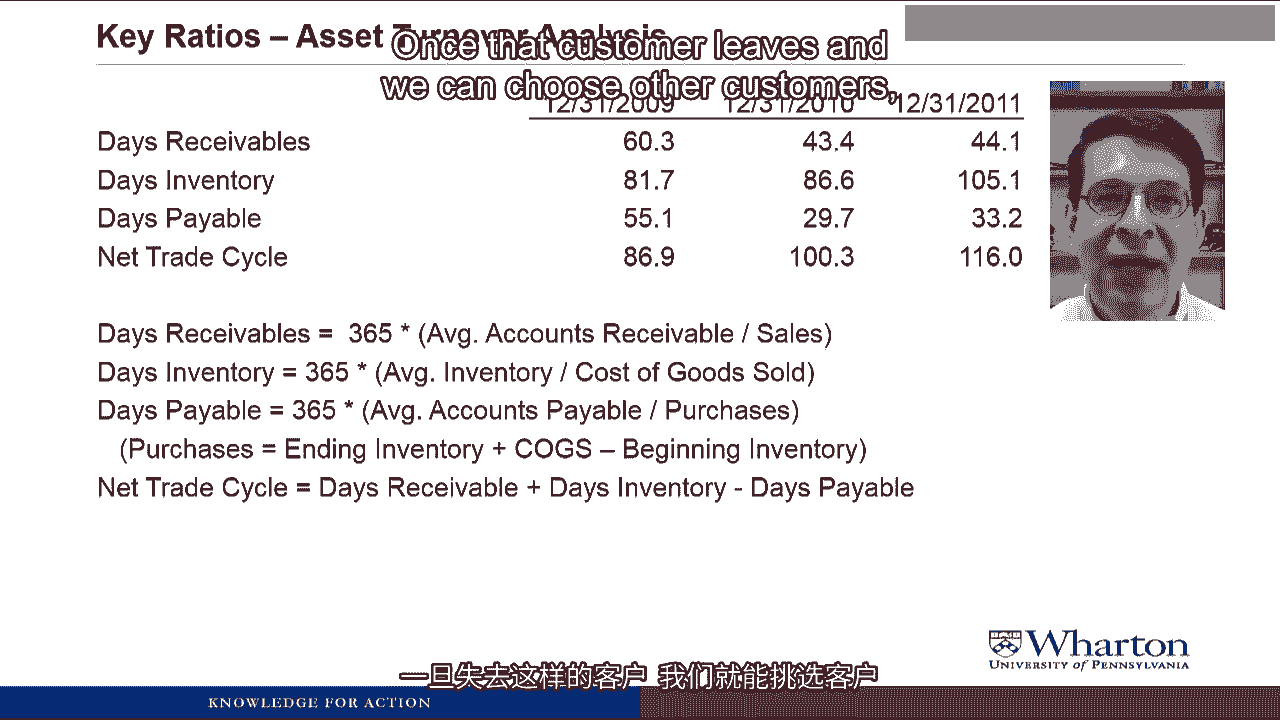 Key Ratios – Asset Turnover Analysis
Once that customer leaves and
we can choose other customers,
12/31/2009 12/31/2010 12/31/2011
Days Receivables 60.3 43.4 44.1
Days Inventory 81.7 86.6 105.1
Days Payable 55.1 29.7 33.2
Net Trade Cycle 86.9 100.3 116.0
Days Receivables = 365 * (Avg. Accounts Receivable / Sales)
Days Inventory = 365 * (Avg. Inventory / Cost of Goods Sold)
Days Payable = 365 * (Avg. Accounts Payable / Purchases)
(Purchases = Ending Inventory + COGS – Beginning Inventory)
Net Trade Cycle = Days Receivable + Days Inventory - Days Payable
Wharton
UNIVERSITY of PENNSYLVANIA
一旦失去这样的客户 我们就能挑选客户
KNOWLEDGE FOR ACTION